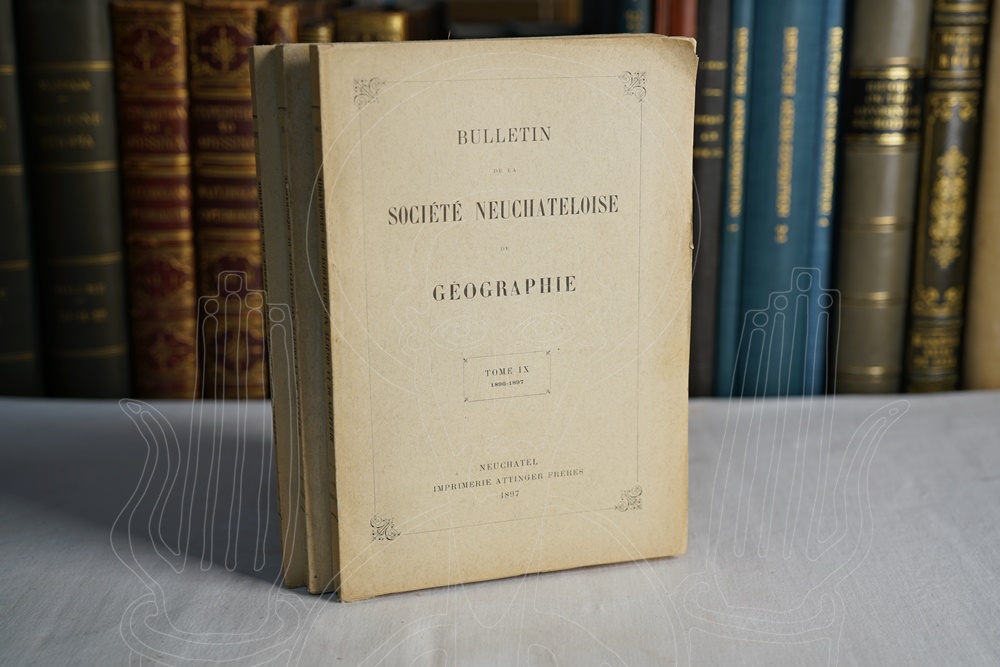 BULLETIN
DE LA
SOCIÉTÉ NEUCHATELOISE
DE
GÉOGRAPHIE
TOME IX
1896-1897
NEUCHATEL
IMPRIMERIE ATTINGER FRÈRES
1897